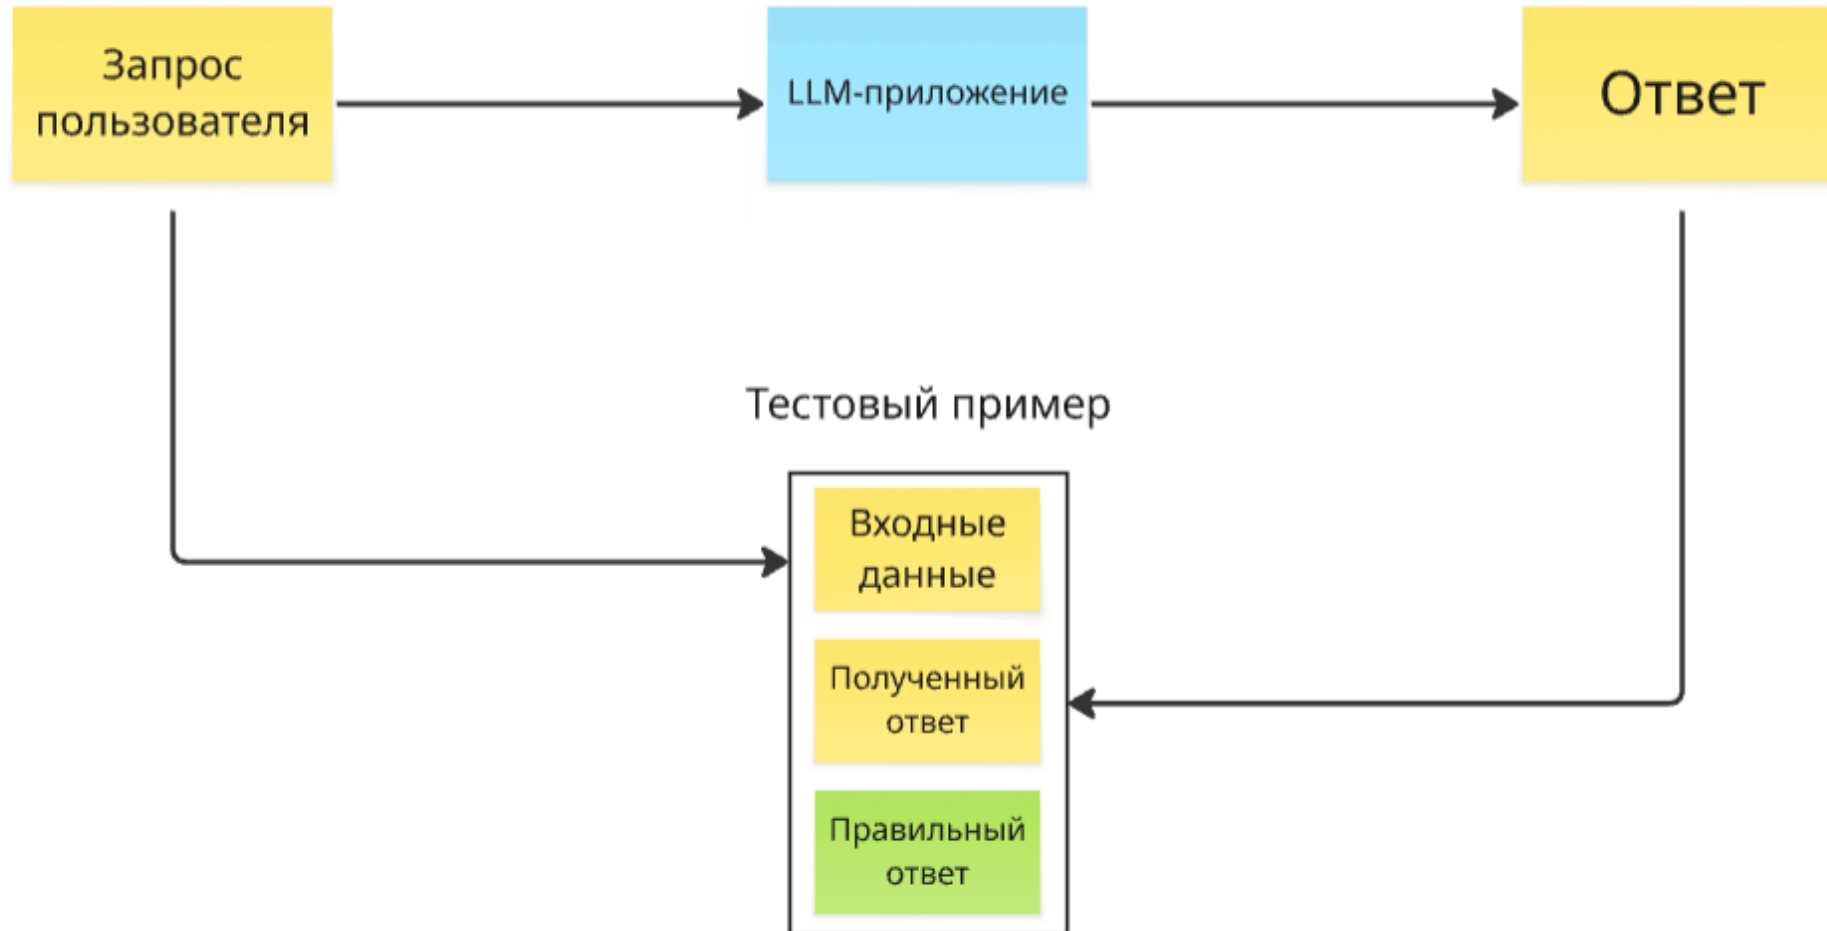 Запрос
пользователя
LLM-приложение
Ответ
Тестовый пример
Входные
данные
Полученный
ответ
Правильный
ответ